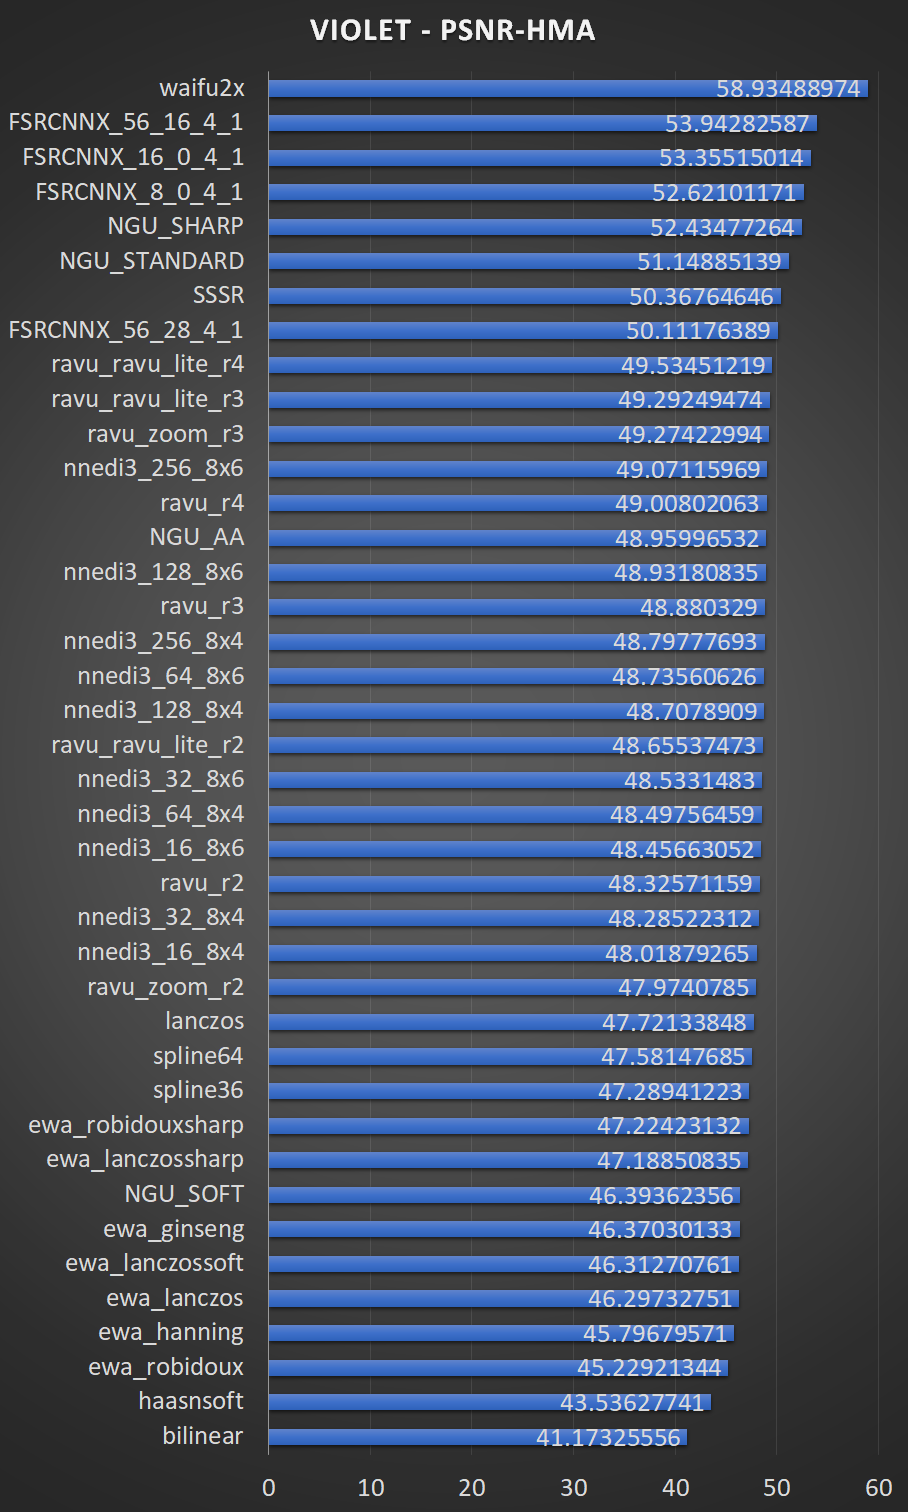 VIOLET - PSNR-HMA
waifu2x 58.93488974
FSRCNNX_56_16_4_1 53.94282587
FSRCNNX_16_0_4_1 53.35515014
FSRCNNX_8_0_4_1 52.62101171
NGU_SHARP 52.43477264
NGU_STANDARD 51.14885139
SSSR 50.36764646
FSRCNNX_56_28_4_1 50.11176389
ravu_ravu_lite_r4 49.53451219
ravu_ravu_lite_r3 49.29249474
ravu_zoom_r3 49.27422994
nnedi3_256_8x6 49.07115969
ravu_r4 49.00802063
NGU_AA 48.95996532
nnedi3_128_8x6 48.93180835
ravu_r3 48.880329
nnedi3_256_8x4 48.79777693
nnedi3_64_8x6 48.73560626
nnedi3_128_8x4 48.7078909
ravu_ravu_lite_r2 48.65537473
nnedi3_32_8x6 48.5331483
nnedi3_64_8x4 48.49756459
nnedi3_16_8x6 48.45663052
ravu_r2 48.32571159
nnedi3_32_8x4 48.28522312
nnedi3_16_8x4 48.01879265
ravu_zoom_r2 47.9740785
lanczos 47.72133848
spline64 47.58147685
spline36 47.28941223
ewa_robidouxsharp 47.22423132
ewa_lanczossharp 47.18850835
NGU_SOFT 46.39362356
ewa_ginseng 46.37030133
ewa_lanczossoft 46.31270761
ewa_lanczos 46.29732751
ewa_hanning 45.79679571
ewa_robidoux 45.22921344
haasnsoft 43.53627741
bilinear 41.17325556
0 10 20 30 40 50 60